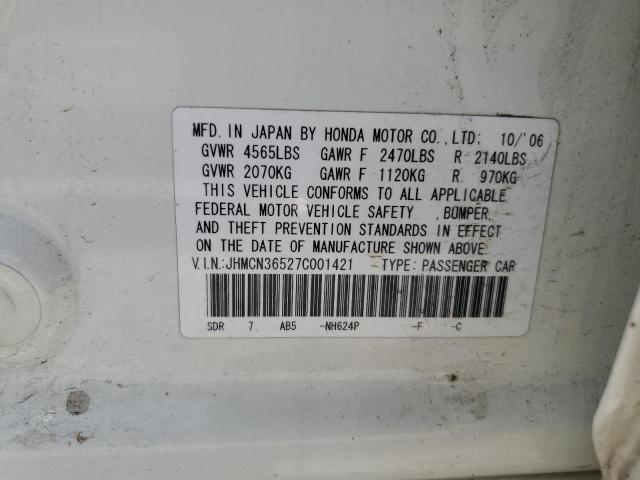 MFD. IN JAPAN BY HONDA MOTOR CO.,LTD: 10/'06
GVWR 4565LBS GAWR F 2470LBS R 2140LBS
GVWR 2070KG GAWR F 1120KG R 970KG
THIS VEHICLE CONFORMS TO ALL APPLICABLE
FEDERAL MOTOR VEHICLE SAFETY ,BUMPER,
AND THEFT PREVENTION STANDARDS IN EFFECT
ON THE DATE OF MANUFACTURE SHOWN ABOVE.
V.I.N.:JHMCN36527C001421 TYPE: PASSENGER CAR
SDR 7 AB5 -NH624P -F -C